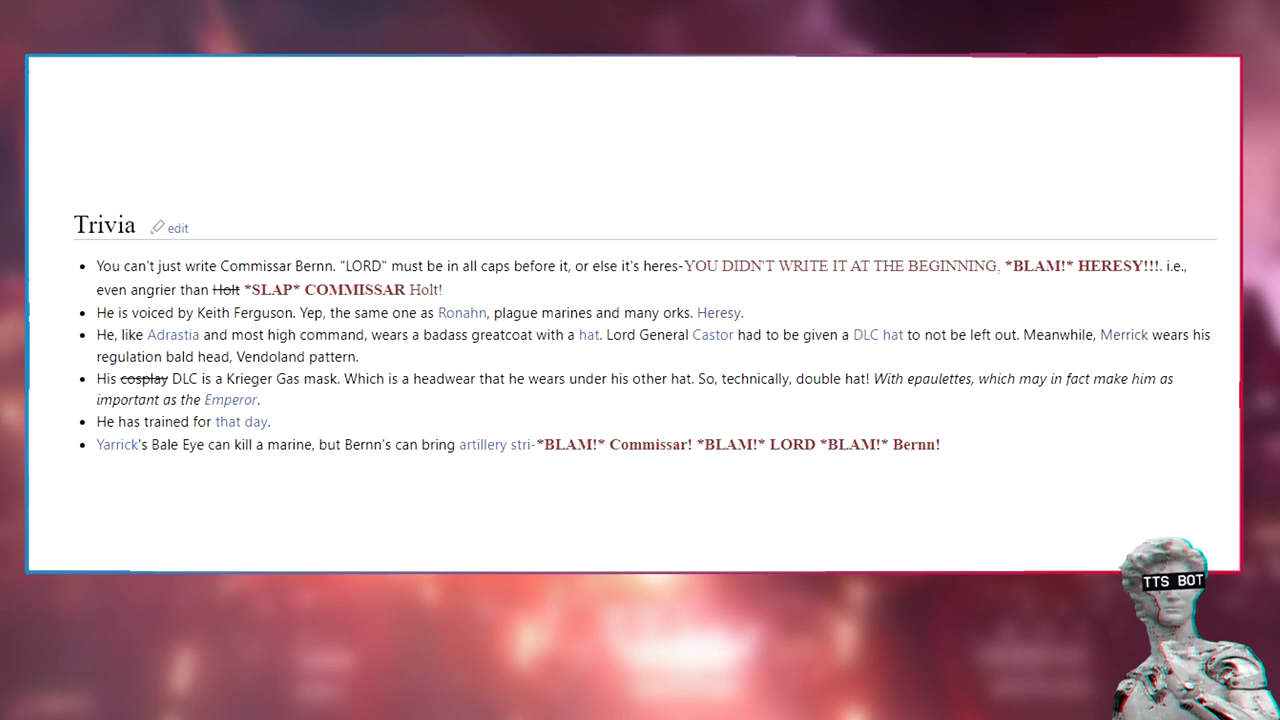 Trivia edit
You can't just write Commissar Bernn. "LORD" must be in all caps before it, or else it's heres-YOU DIDN'T WRITE IT AT THE BEGINNING, *BLAM!* HERESY!!!. i.e.,
even angrier than Holt *SLAP* COMMISSAR Holt!
He is voiced by Keith Ferguson. Yep, the same one as Ronahn, plague marines and many orks. Heresy.
He, like Adrastia and most high command, wears a badass greatcoat with a hat. Lord General Castor had to be given a DLC hat to not be left out. Meanwhile, Merrick wears his
regulation bald head, Vendoland pattern.
His cosplay DLC is a Krieger Gas mask. Which is a headwear that he wears under his other hat. So, technically, double hat! With epaulettes, which may in fact make him as
important as the Emperor.
He has trained for that day.
Yarrick's Bale Eye can kill a marine, but Bernn's can bring artillery stri-*BLAM!* Commissar! *BLAM!* LORD *BLAM!* Bernn!
TTS BOT